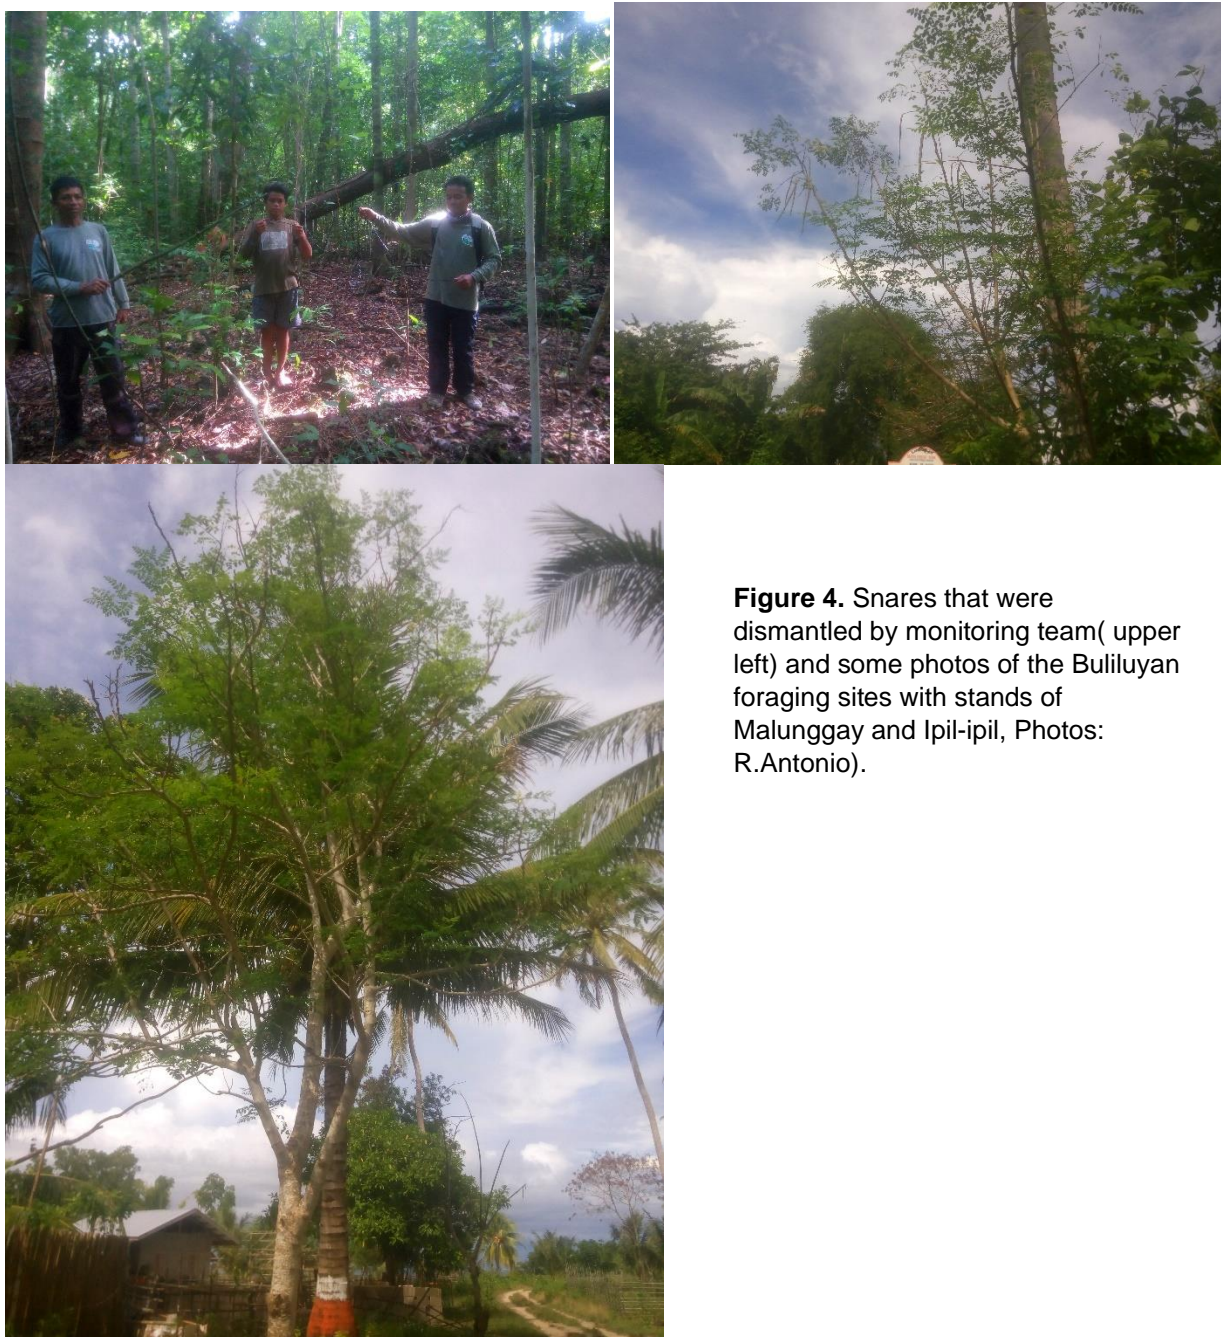 Figure 4. Snares that were
dismantled by monitoring team( upper
left) and some photos of the Buliluyan
foraging sites with stands of
Malunggay and Ipil-ipil, Photos:
R.Antonio).